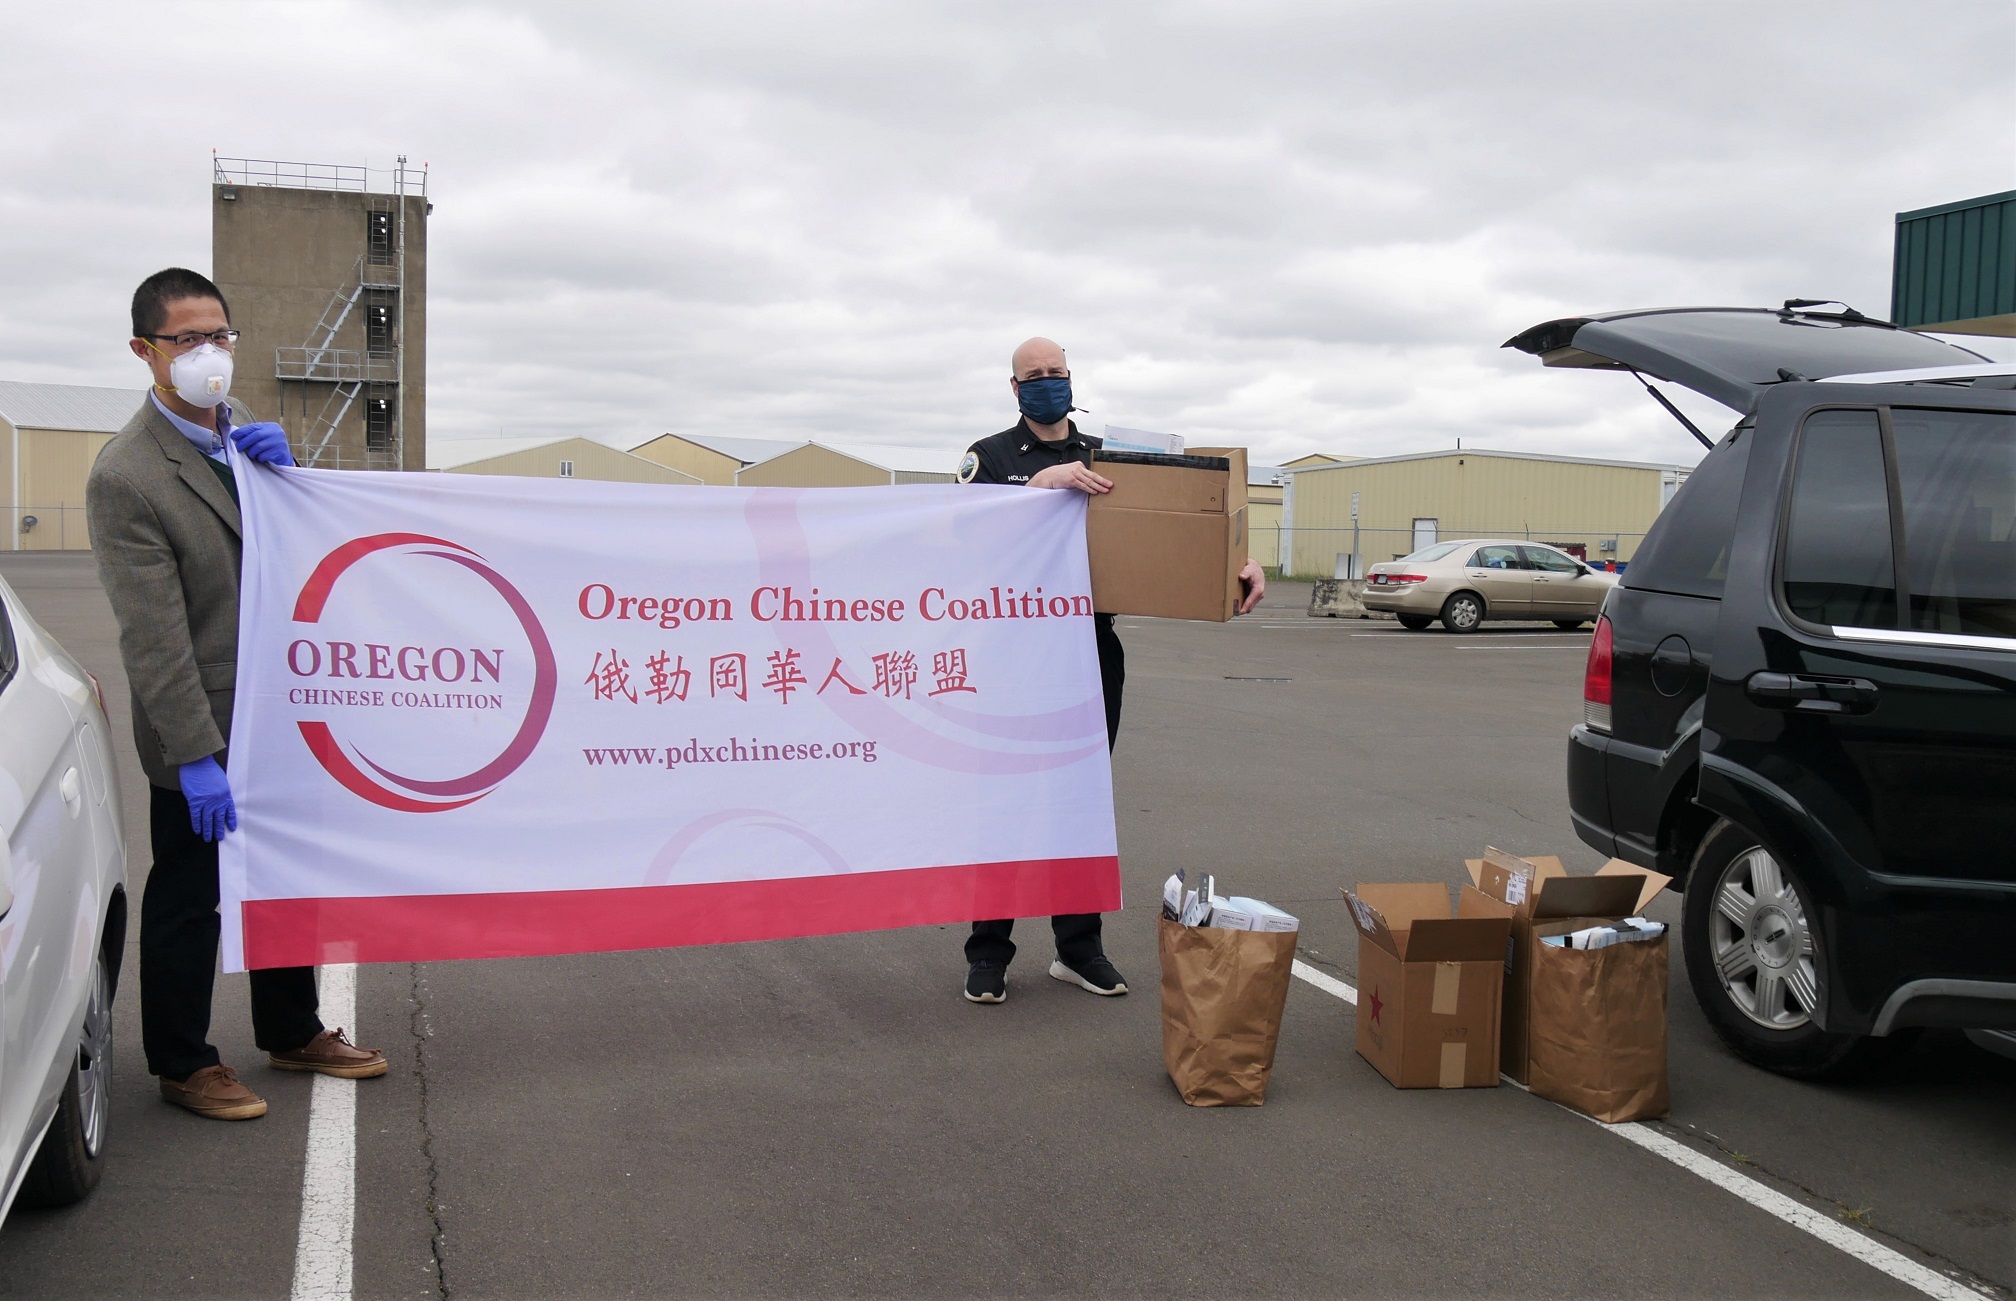 OREGON
CHINESE COALITION
Oregon Chinese Coalition
俄勒岡華人聯盟
www.pdxchinese.org
HOLLIS